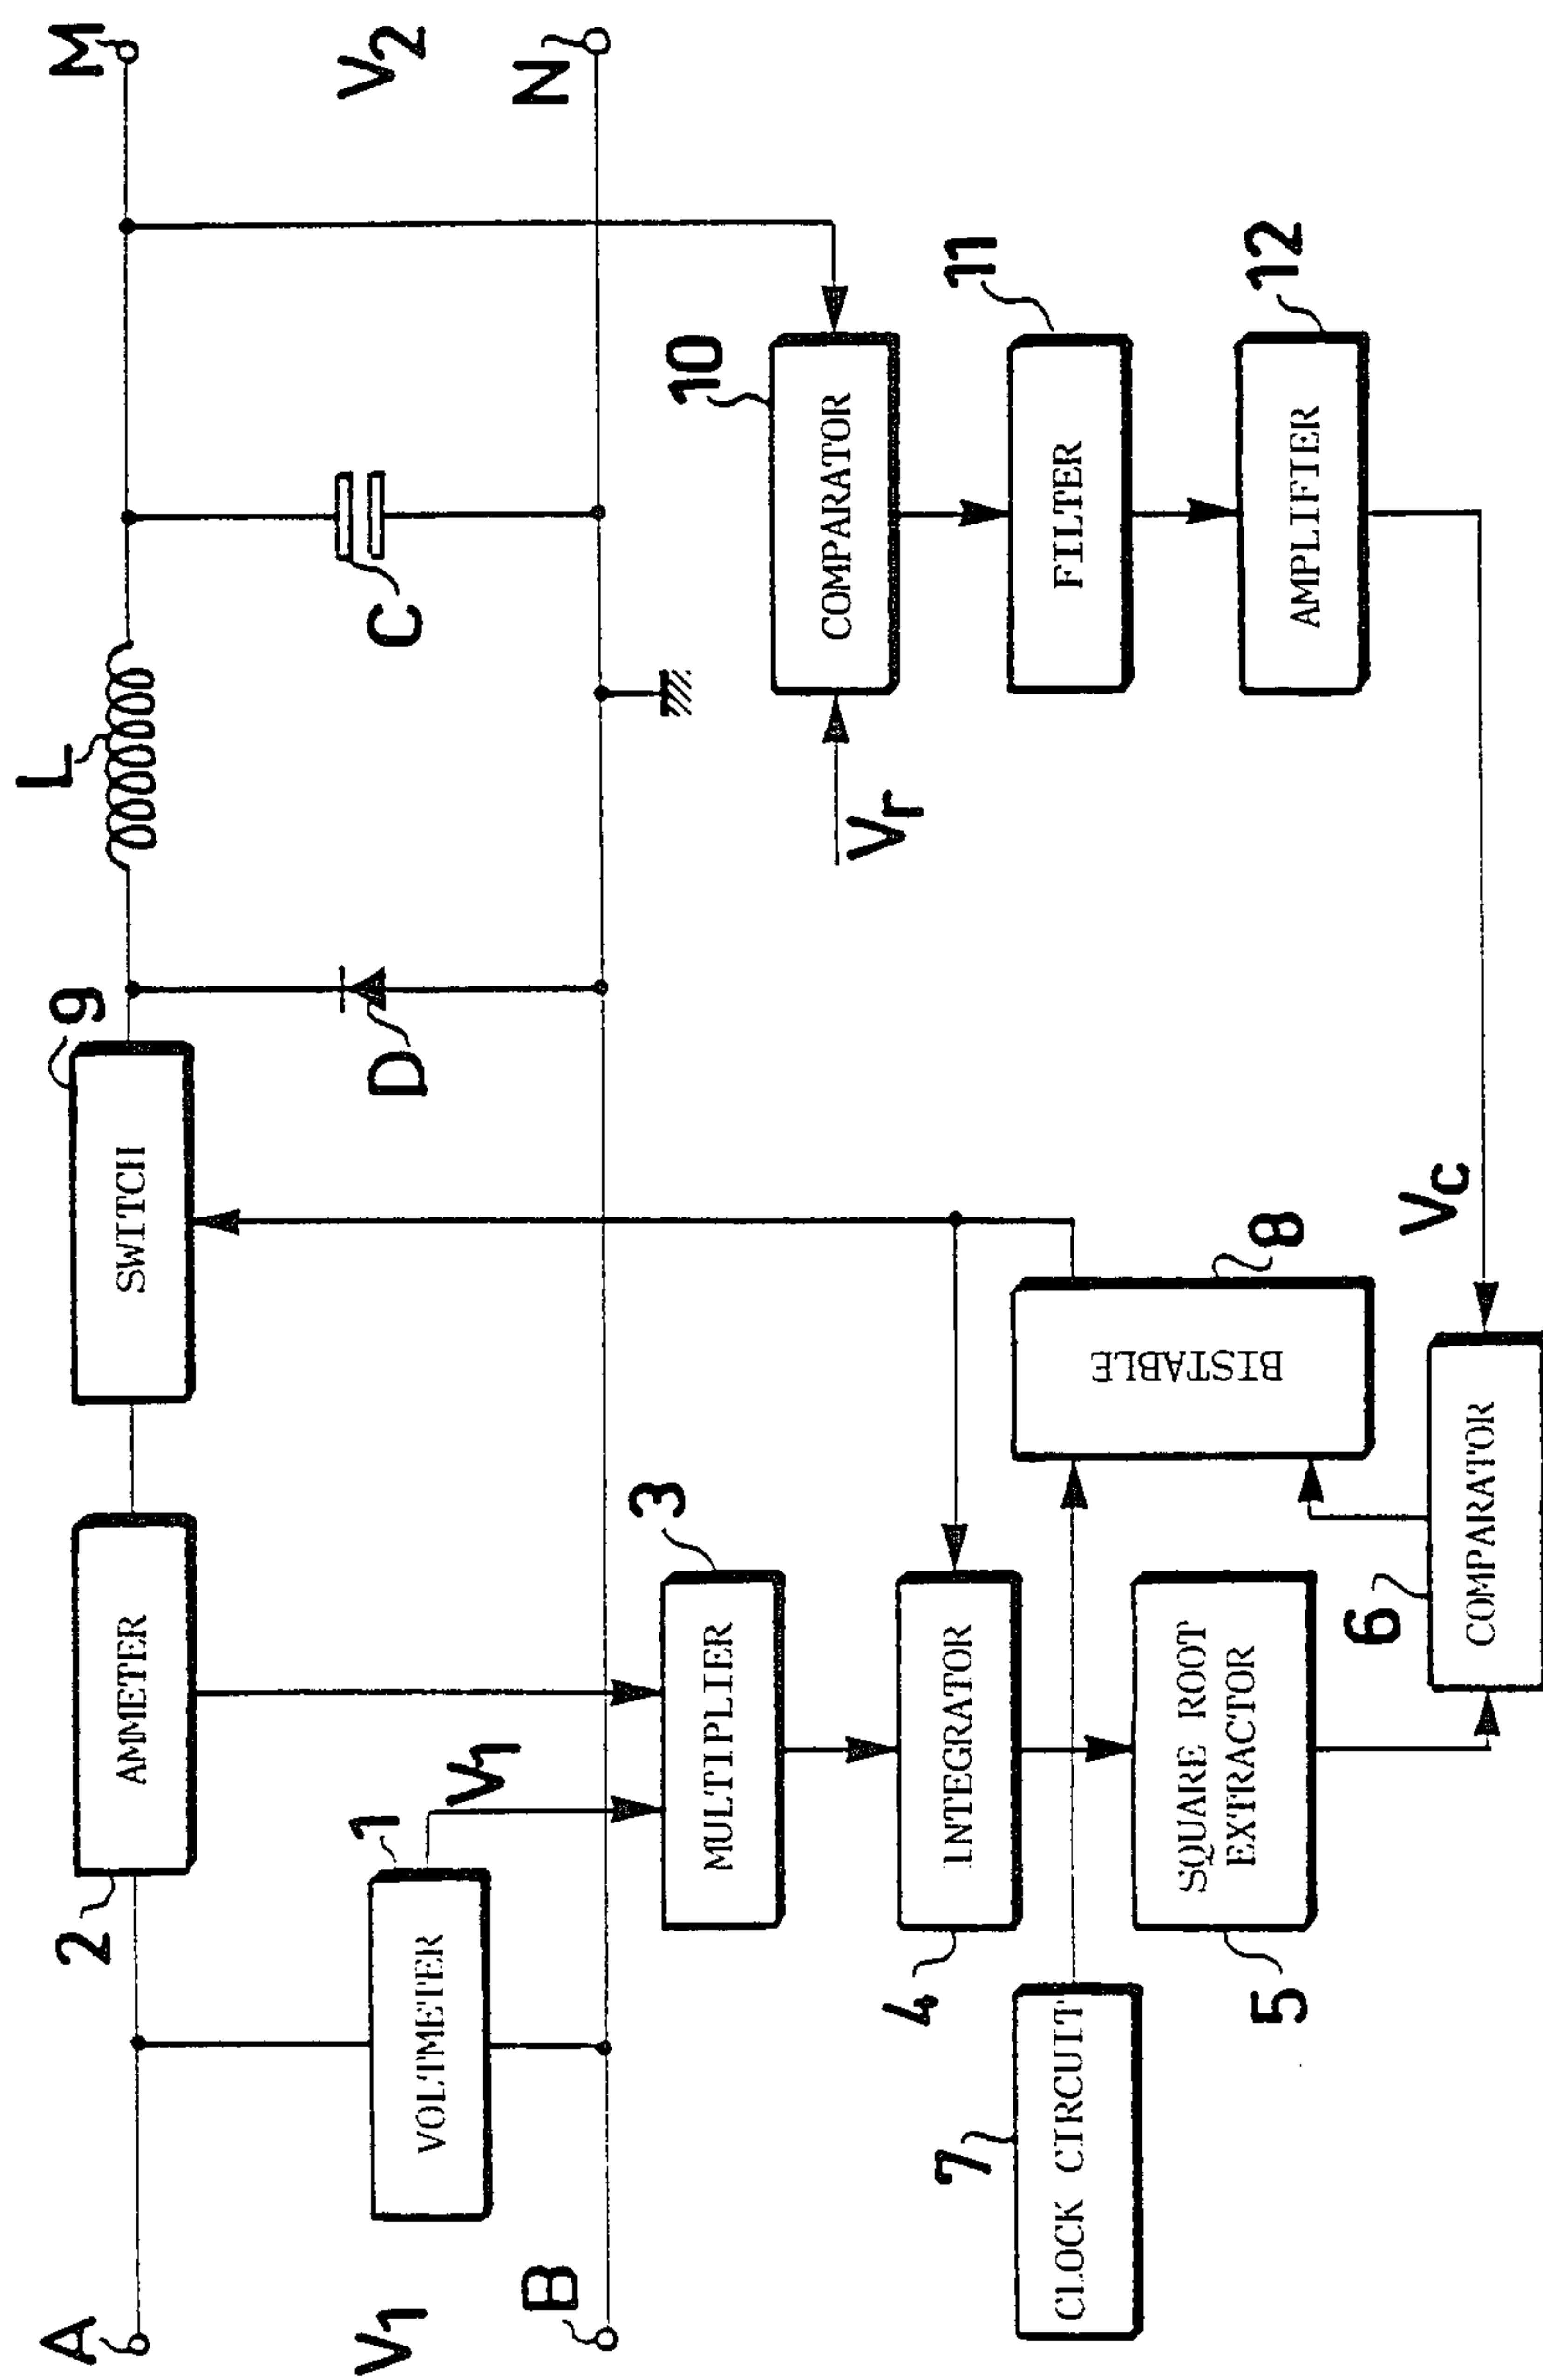 A
V1
B
2
AMMETER
9
SWITCH
L
M
V2
N
1
VOLTMETER
V1
D
C
3
MULTIPLIER
4
INTEGRATOR
7
CLOCK CIRCUIT
5
SQUARE ROOT
EXTRACTOR
BISTABLE
8
6
COMPARATOR
Vc
Vr
10
COMPARATOR
11
FILTER
12
AMPLIFIER